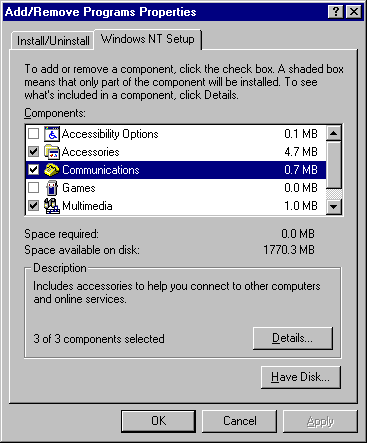 Add/Remove Programs Properties
Install/Uninstall Windows NT Setup
To add or remove a component, click the check box. A shaded box
means that only part of the component will be installed. To see
what's included in a component, click Details.
Components:
Accessibility Options 0.1 MB
Accessories 4.7 MB
Communications 0.7 MB
Games 0.0 MB
Multimedia 1.0 MB
Space required: 0.0 MB
Space available on disk: 1770.3 MB
Description
Includes accessories to help you connect to other computers
and online services.
3 of 3 components selected Details...
Have Disk...
OK Cancel Apply